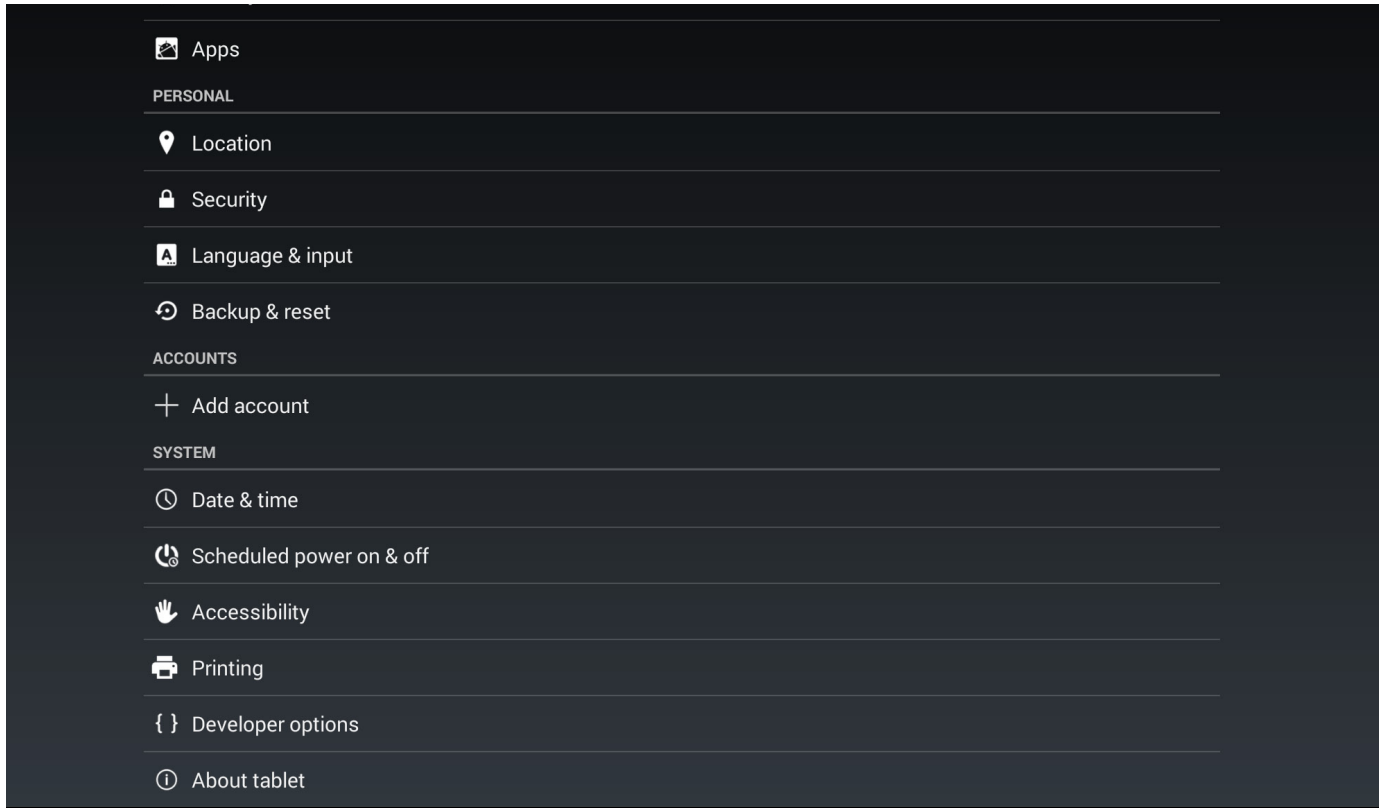 Apps
PERSONAL
Location
Security
Language & input
Backup & reset
ACCOUNTS
Add account
SYSTEM
Date & time
Scheduled power on & off
Accessibility
Printing
Developer options
About tablet